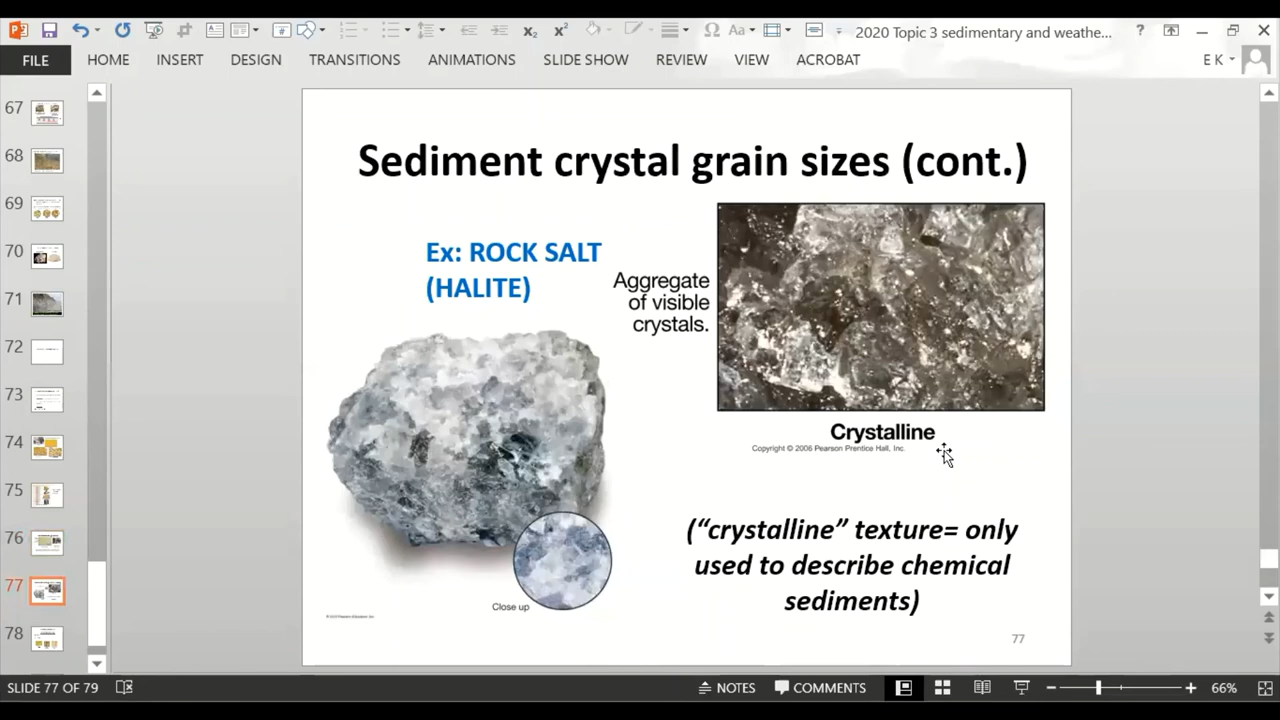 2020 Topic 3 sedimentary and weathe...
FILE
HOME
INSERT
DESIGN
TRANSITIONS
ANIMATIONS
SLIDE SHOW
REVIEW
VIEW
ACROBAT
E K
67
68
69
70
71
72
73
74
75
76
77
78
Sediment crystal grain sizes (cont.)
Ex: ROCK SALT
(HALITE)
Aggregate
of visible
crystals.
Crystalline
Copyright © 2006 Pearson Prentice Hall, Inc.
Close up
("crystalline" texture= only
used to describe chemical
sediments)
77
SLIDE 77 OF 79
NOTES
COMMENTS
66%